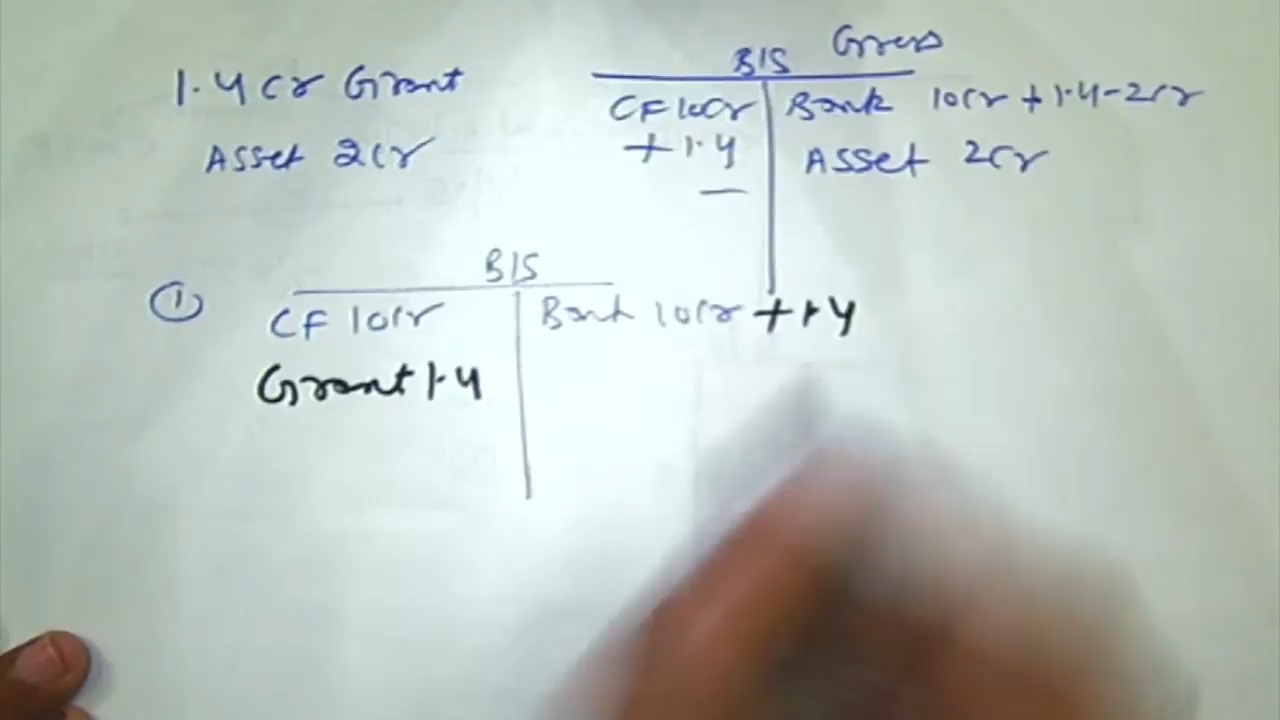 1.4 cr Grant
Asset 2cr
B/S Gross
CF 10cr
+ 1.4
Bank 10cr + 1.4 - 2cr
Asset 2cr
① B/S
CF 10cr
Grant 1.4
Bank 10cr + 1.4